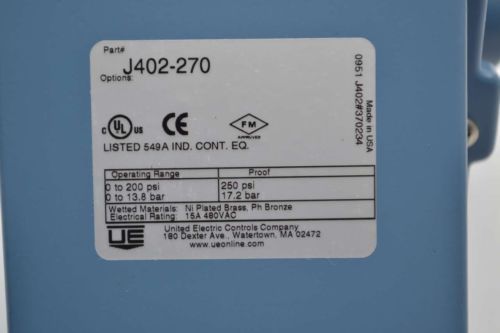 Part#
J402-270
Options:
C UL US
CE
FM
APPROVED
LISTED 549A IND. CONT. EQ.
Operating Range Proof
0 to 200 psi 250 psi
0 to 13.8 bar 17.2 bar
Wetted Materials: Ni Plated Brass, Ph Bronze
Electrical Rating: 15A 480VAC
UE
United Electric Controls Company
180 Dexter Ave., Watertown, MA 02472
www.ueonline.com
Made in USA
0951 J402#370234